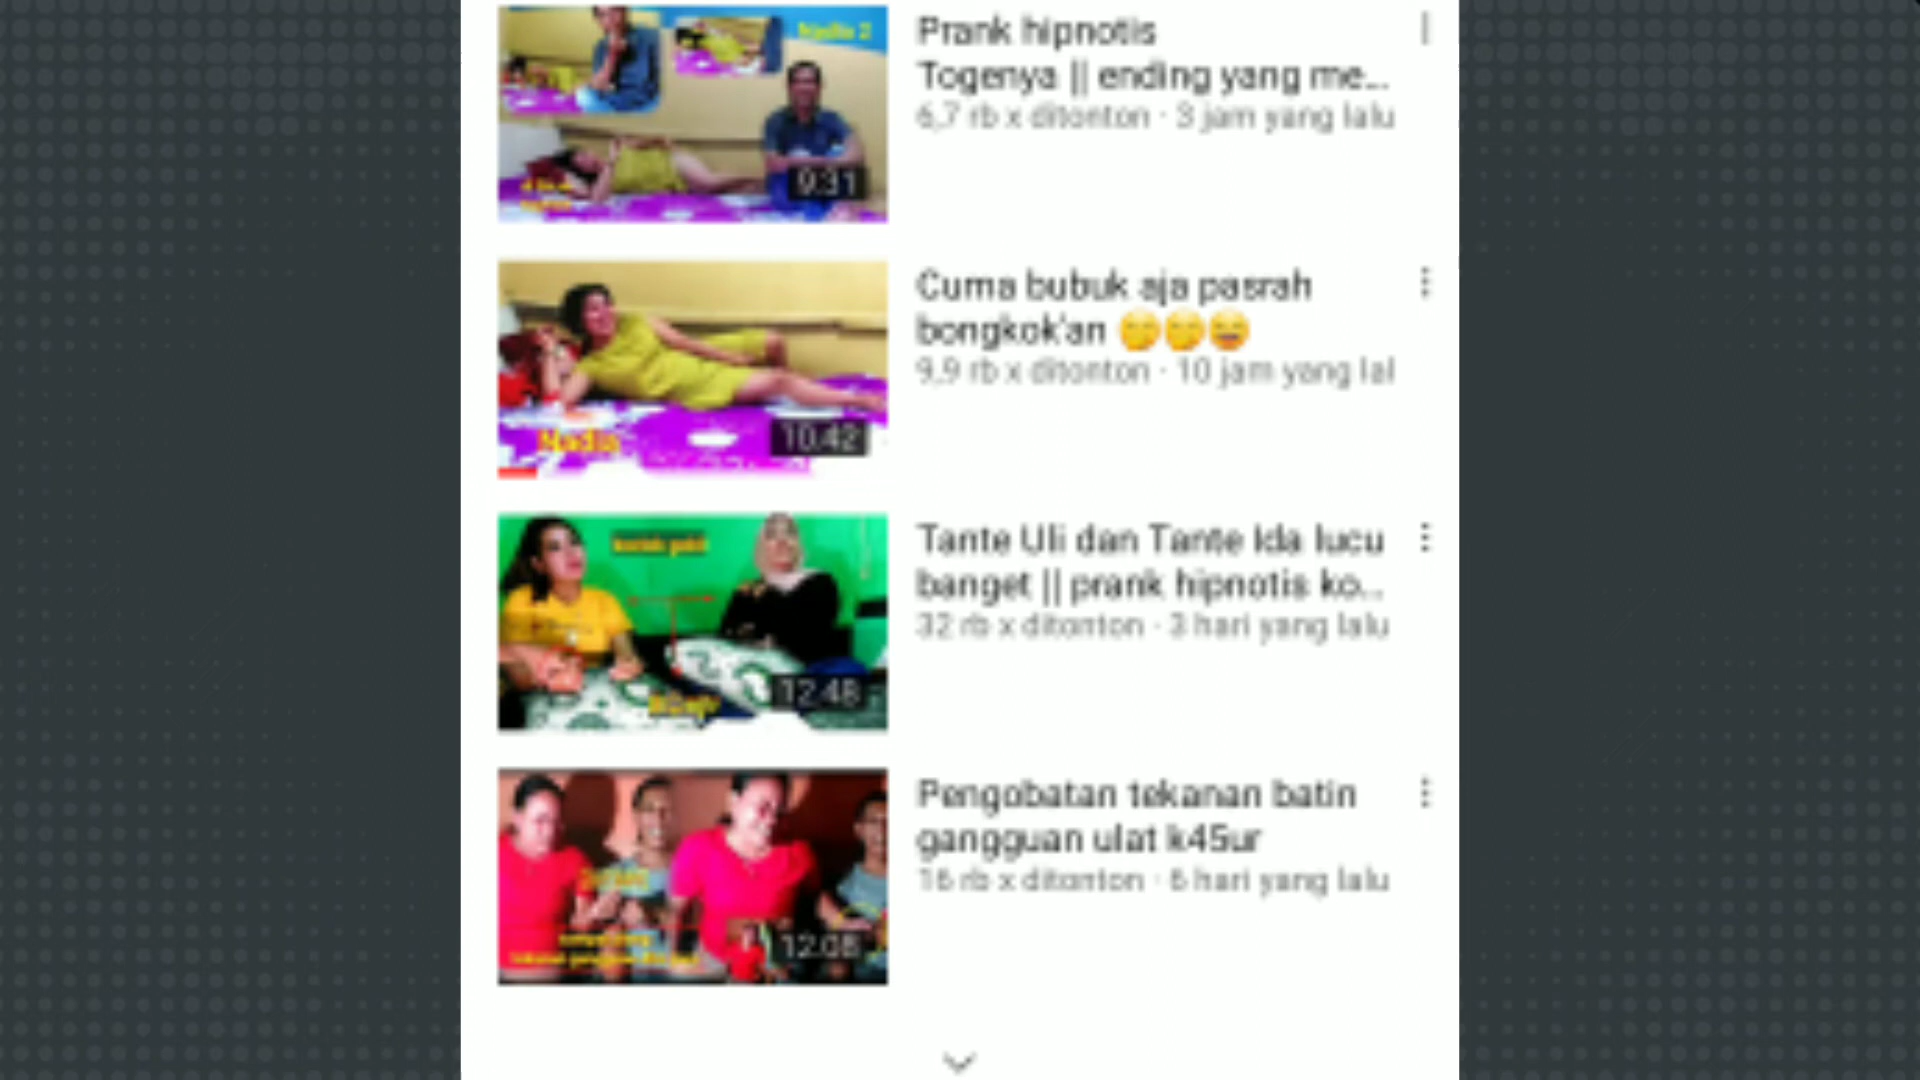 Nadia 2
9.31
Prank hipnotis
Togenya || ending yang me...
6,7 rb x ditonton · 3 jam yang lalu
Nadia
10.42
Cuma bubuk aja pasrah
bongkok'an 🤭🤭😄
9,9 rb x ditonton · 10 jam yang lal
12.48
Tante Uli dan Tante Ida lucu
banget || prank hipnotis ko...
32 rb x ditonton · 3 hari yang lalu
12.08
Pengobatan tekanan batin
gangguan ulat k45ur
16 rb x ditonton · 6 hari yang lalu